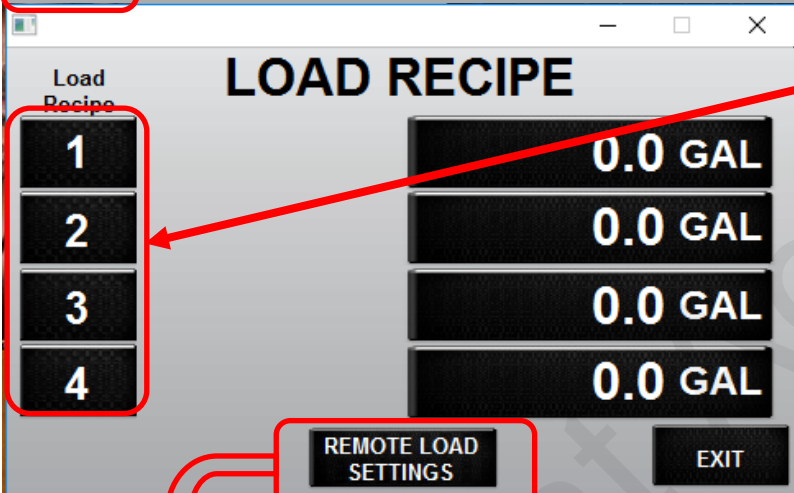 LOAD RECIPE
Load
Recipe
1 0.0 GAL
2 0.0 GAL
3 0.0 GAL
4 0.0 GAL
REMOTE LOAD
SETTINGS
EXIT